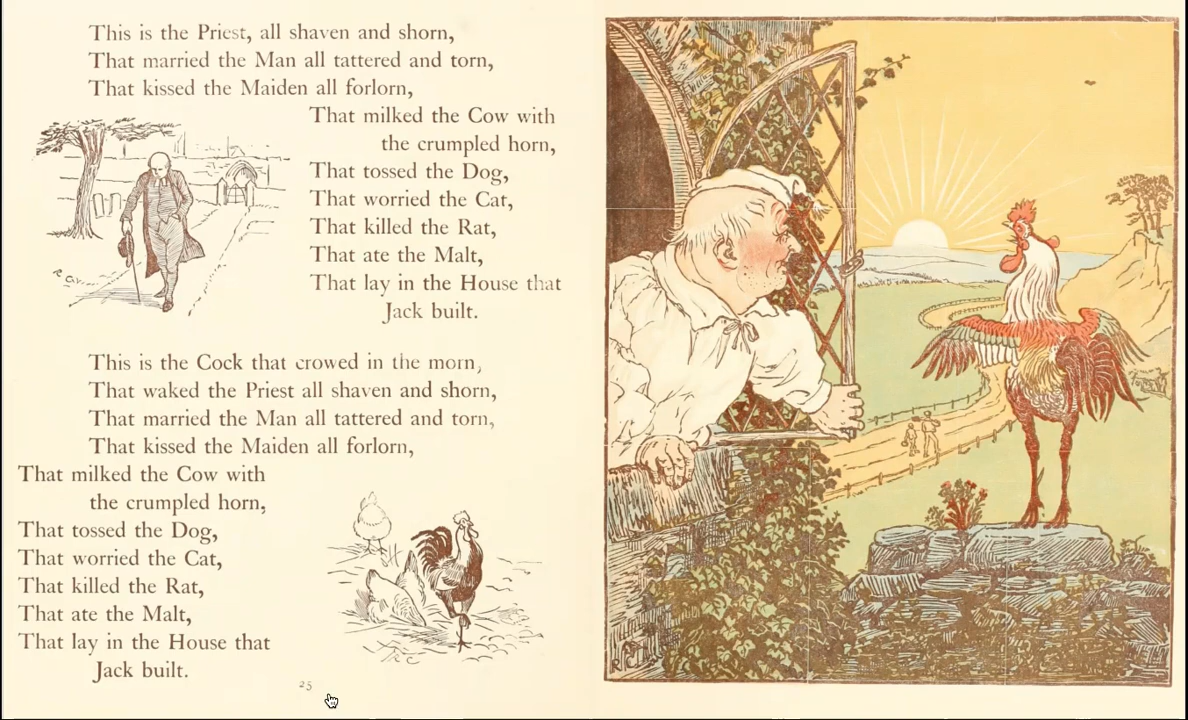 This is the Priest, all shaven and shorn,
That married the Man all tattered and torn,
That kissed the Maiden all forlorn,
That milked the Cow with
the crumpled horn,
That tossed the Dog,
That worried the Cat,
That killed the Rat,
That ate the Malt,
That lay in the House that
Jack built.
This is the Cock that crowed in the morn,
That waked the Priest all shaven and shorn,
That married the Man all tattered and torn,
That kissed the Maiden all forlorn,
That milked the Cow with
the crumpled horn,
That tossed the Dog,
That worried the Cat,
That killed the Rat,
That ate the Malt,
That lay in the House that
Jack built.
25